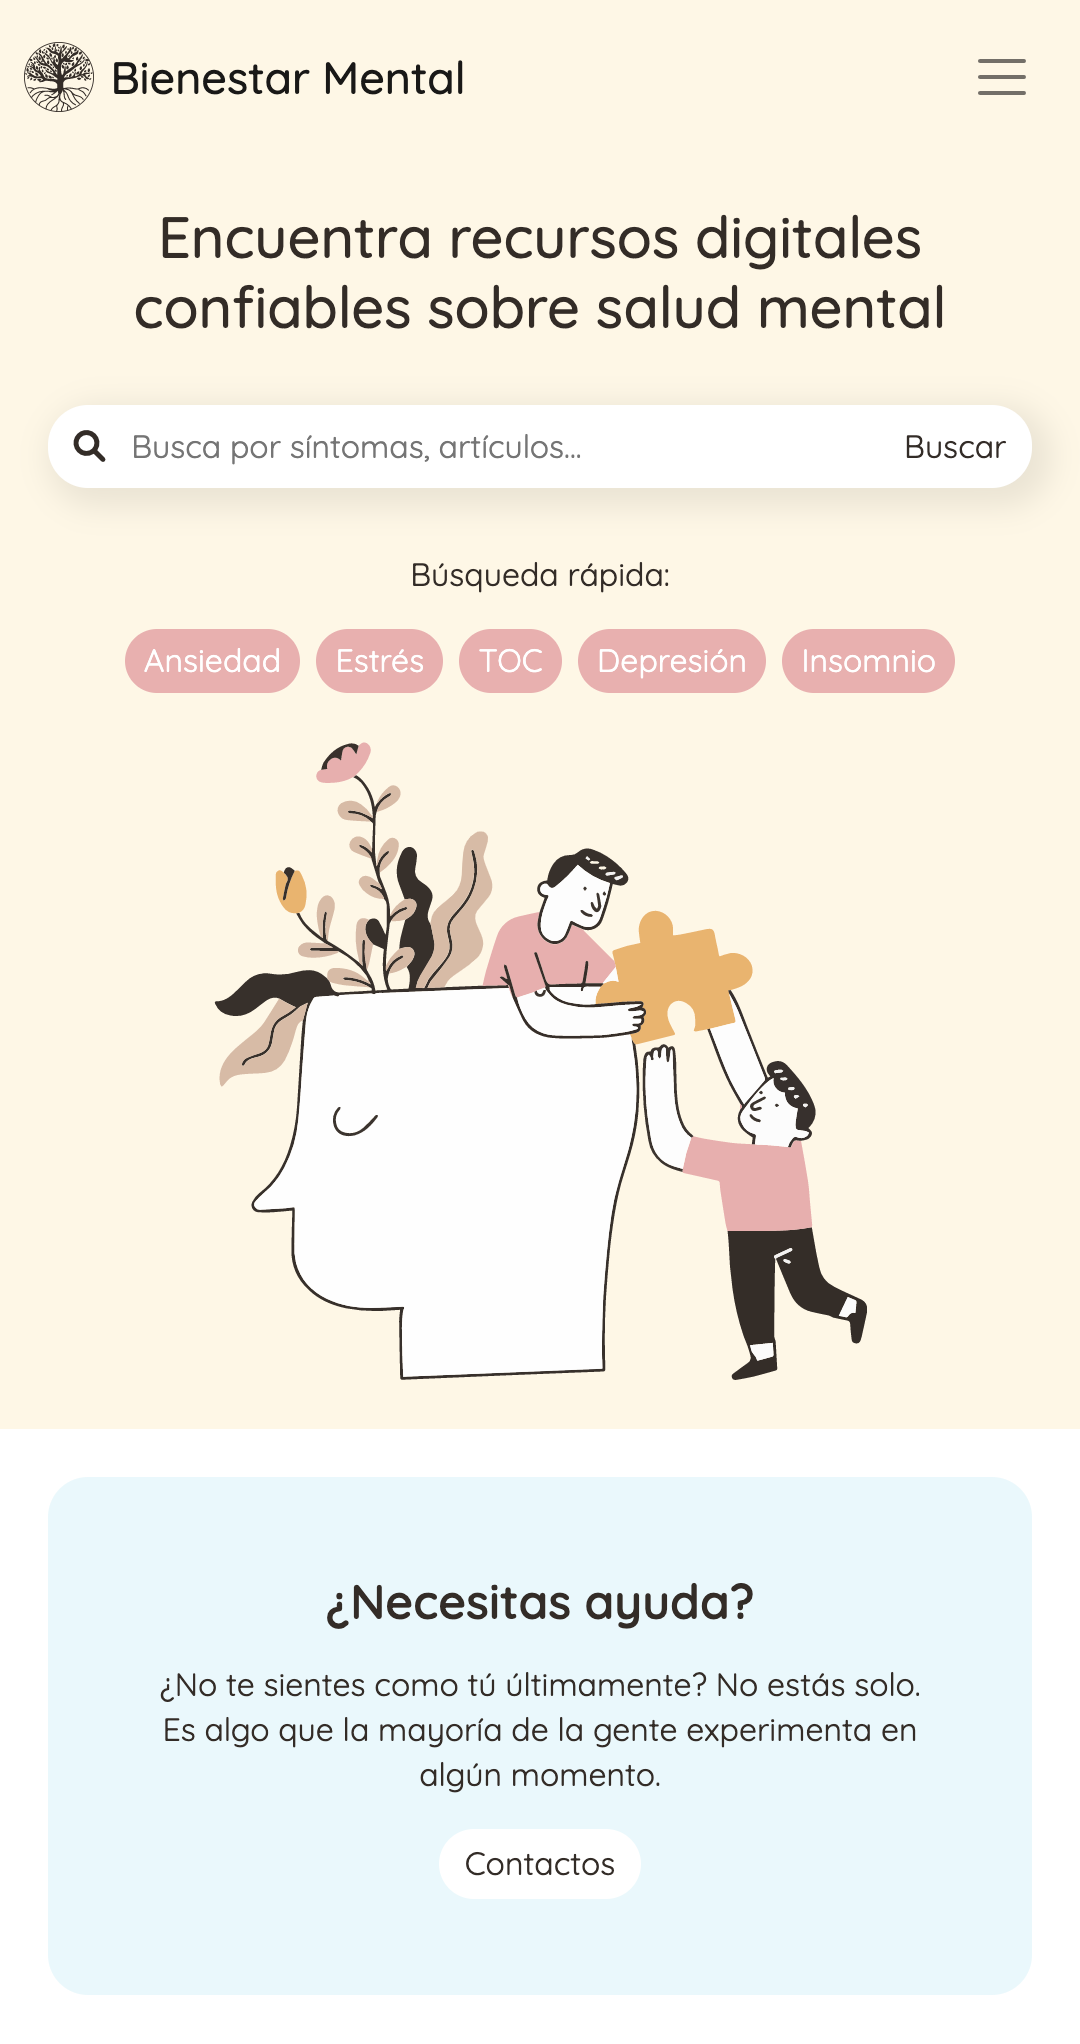 Bienestar Mental
Encuentra recursos digitales
confiables sobre salud mental
Busca por síntomas, artículos...
Buscar
Búsqueda rápida:
Ansiedad
Estrés
TOC
Depresión
Insomnio
¿Necesitas ayuda?
¿No te sientes como tú últimamente? No estás solo.
Es algo que la mayoría de la gente experimenta en
algún momento.
Contactos